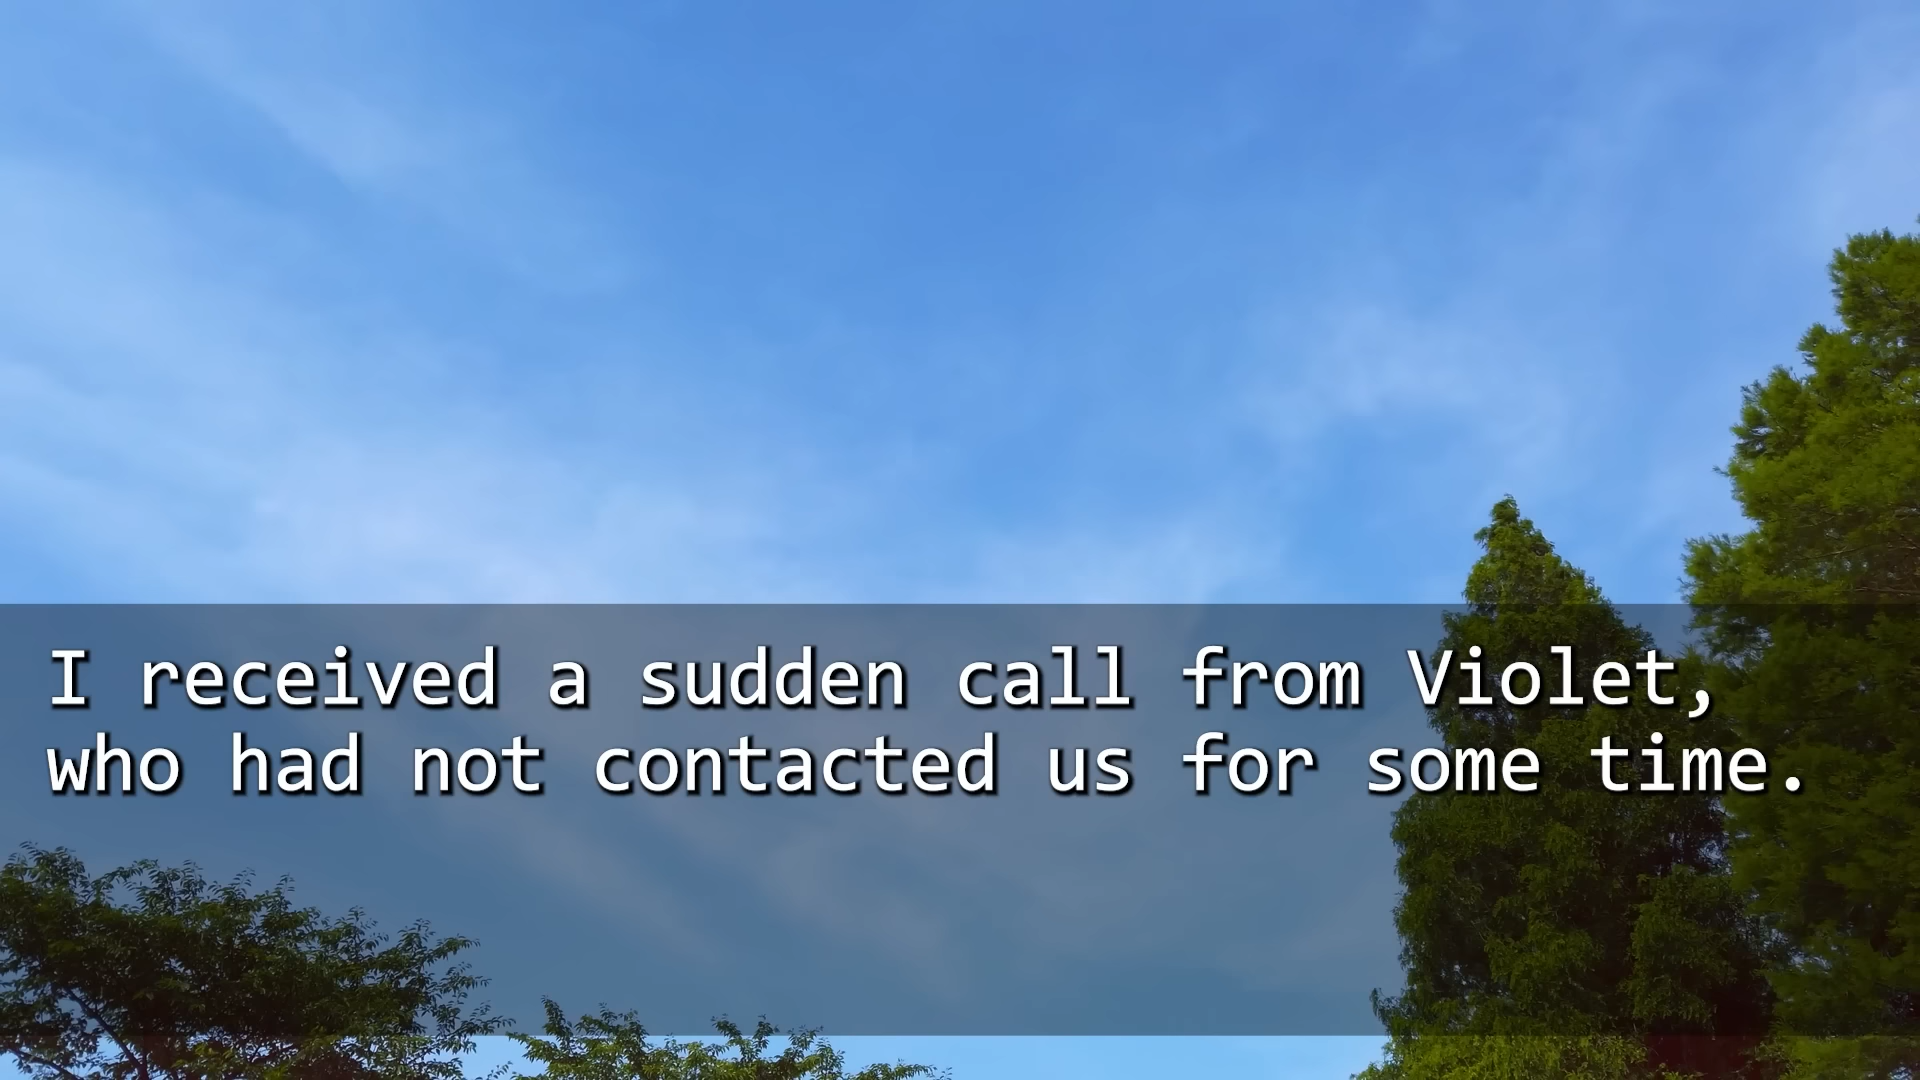 I received a sudden call from Violet,
who had not contacted us for some time.